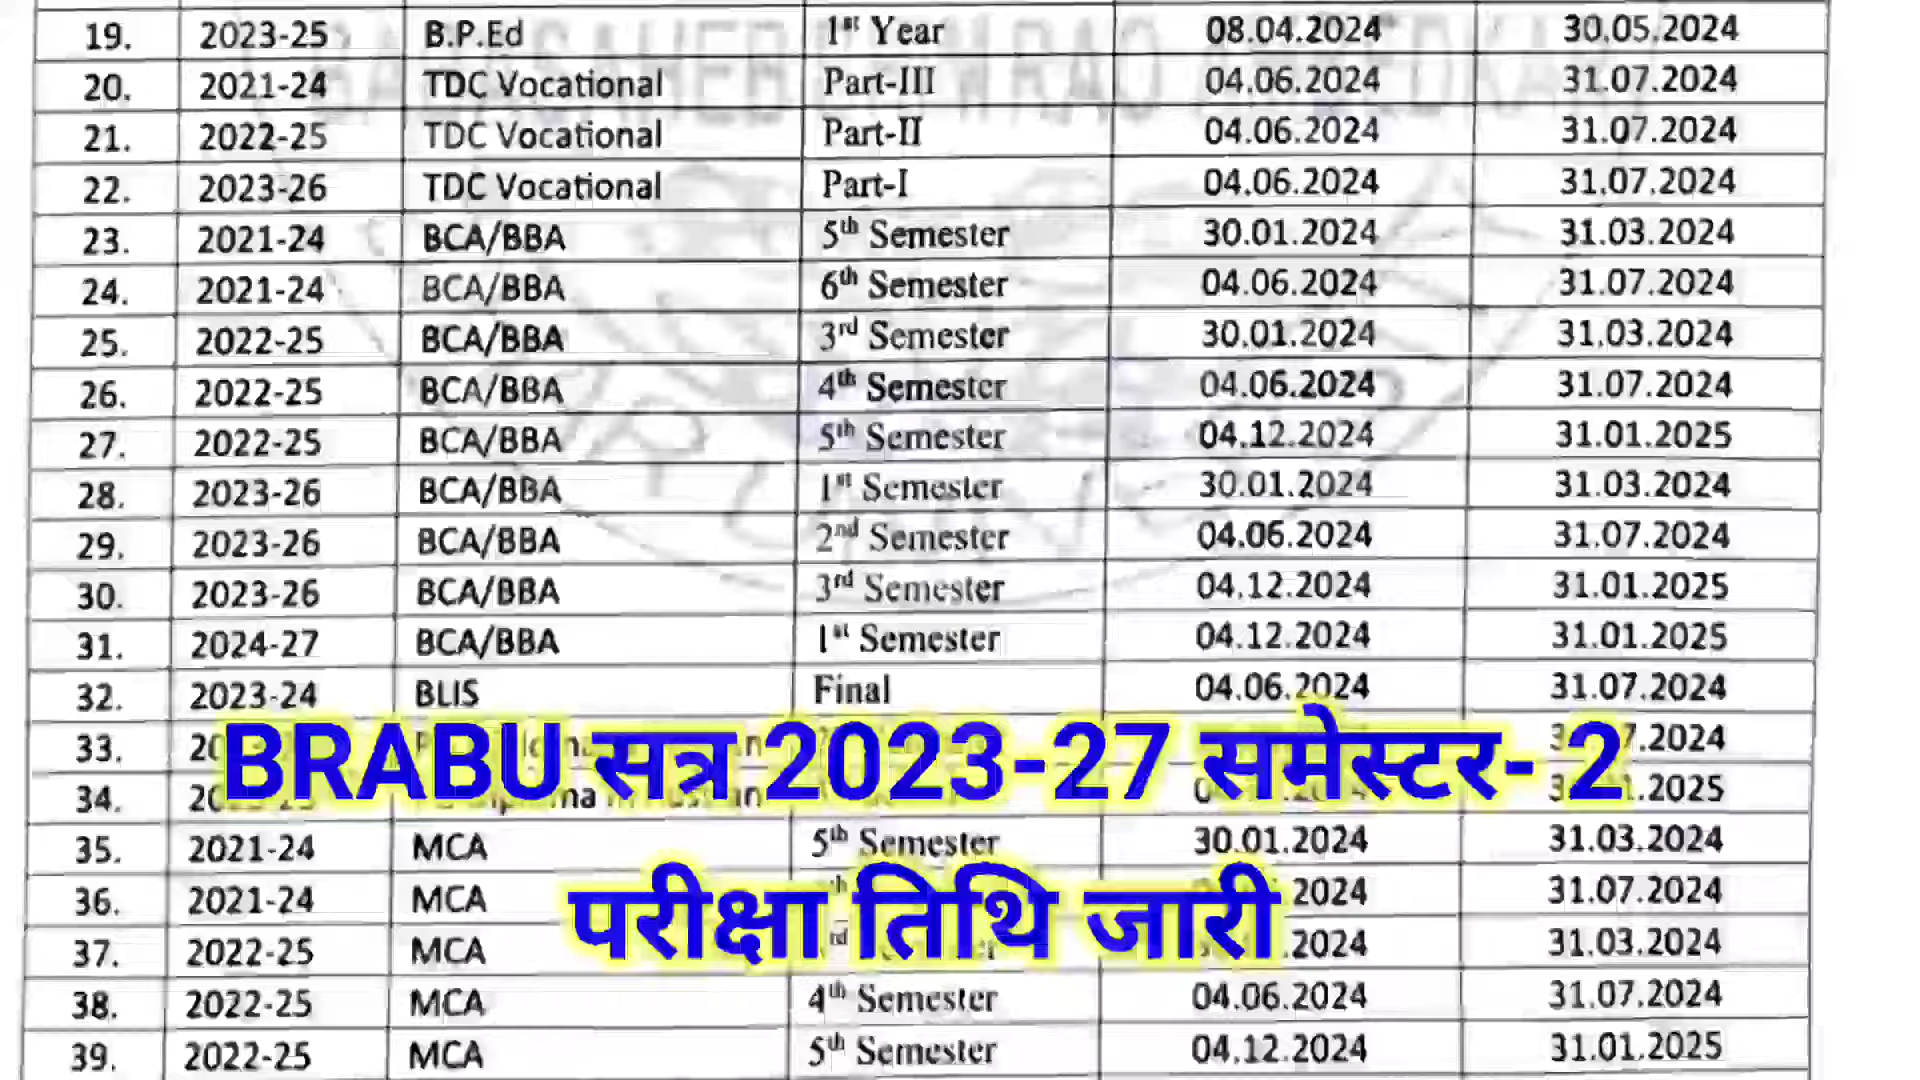 19. 2023-25 B.P.Ed 1st Year 08.04.2024 30.05.2024
20. 2021-24 TDC Vocational Part-III 04.06.2024 31.07.2024
21. 2022-25 TDC Vocational Part-II 04.06.2024 31.07.2024
22. 2023-26 TDC Vocational Part-I 04.06.2024 31.07.2024
23. 2021-24 BCA/BBA 5th Semester 30.01.2024 31.03.2024
24. 2021-24 BCA/BBA 6th Semester 04.06.2024 31.07.2024
25. 2022-25 BCA/BBA 3rd Semester 30.01.2024 31.03.2024
26. 2022-25 BCA/BBA 4th Semester 04.06.2024 31.07.2024
27. 2022-25 BCA/BBA 5th Semester 04.12.2024 31.01.2025
28. 2023-26 BCA/BBA 1st Semester 30.01.2024 31.03.2024
29. 2023-26 BCA/BBA 2nd Semester 04.06.2024 31.07.2024
30. 2023-26 BCA/BBA 3rd Semester 04.12.2024 31.01.2025
31. 2024-27 BCA/BBA 1st Semester 04.12.2024 31.01.2025
32. 2023-24 BLIS Final 04.06.2024 31.07.2024
33.
BRABU सत्र 2023-27 समेस्टर- 2
34.
35. 2021-24 MCA 5th Semester 30.01.2024 31.03.2024
36. 2021-24 MCA 31.07.2024
परीक्षा तिथि जारी
37. 2022-25 MCA 31.03.2024
38. 2022-25 MCA 4th Semester 04.06.2024 31.07.2024
39. 2022-25 MCA 5th Semester 04.12.2024 31.01.2025